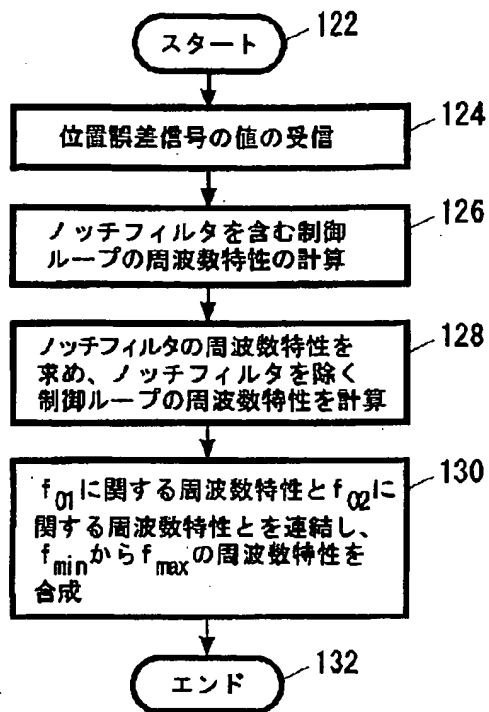 スタート
122
位置誤差信号の値の受信
124
ノッチフィルタを含む制御
ループの周波数特性の計算
126
ノッチフィルタの周波数特性を
求め、ノッチフィルタを除く
制御ループの周波数特性を計算
128
f01に関する周波数特性とf02に
関する周波数特性とを連結し、
fminからfmaxの周波数特性を
合成
130
エンド
132